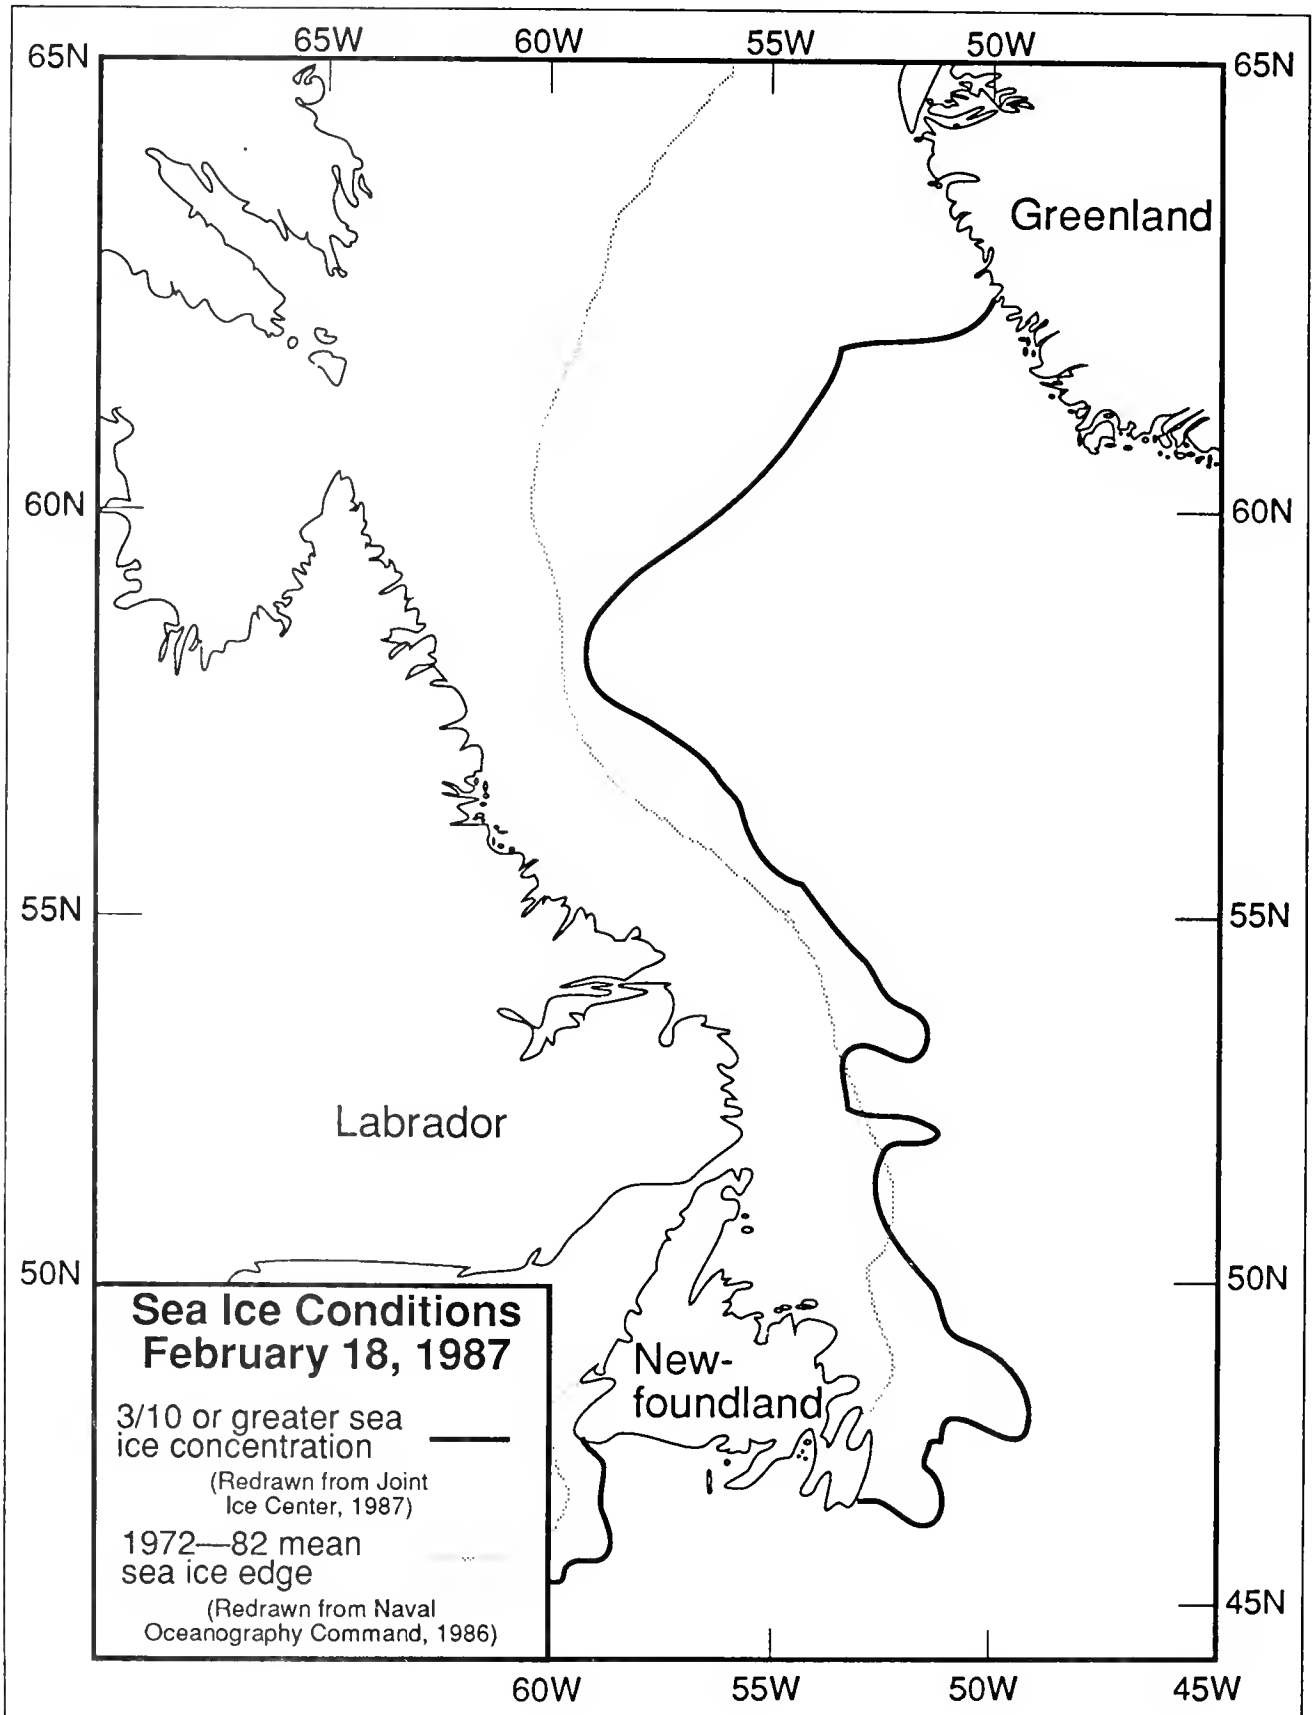 65W 60W 55W 50W
65N 65N
Greenland
60N 60N
55N 55N
Labrador
50N 50N
Sea Ice Conditions
February 18, 1987
New-
foundland
3/10 or greater sea
ice concentration
(Redrawn from Joint
Ice Center, 1987)
1972—82 mean
sea ice edge
(Redrawn from Naval
Oceanography Command, 1986)
45N
60W 55W 50W 45W